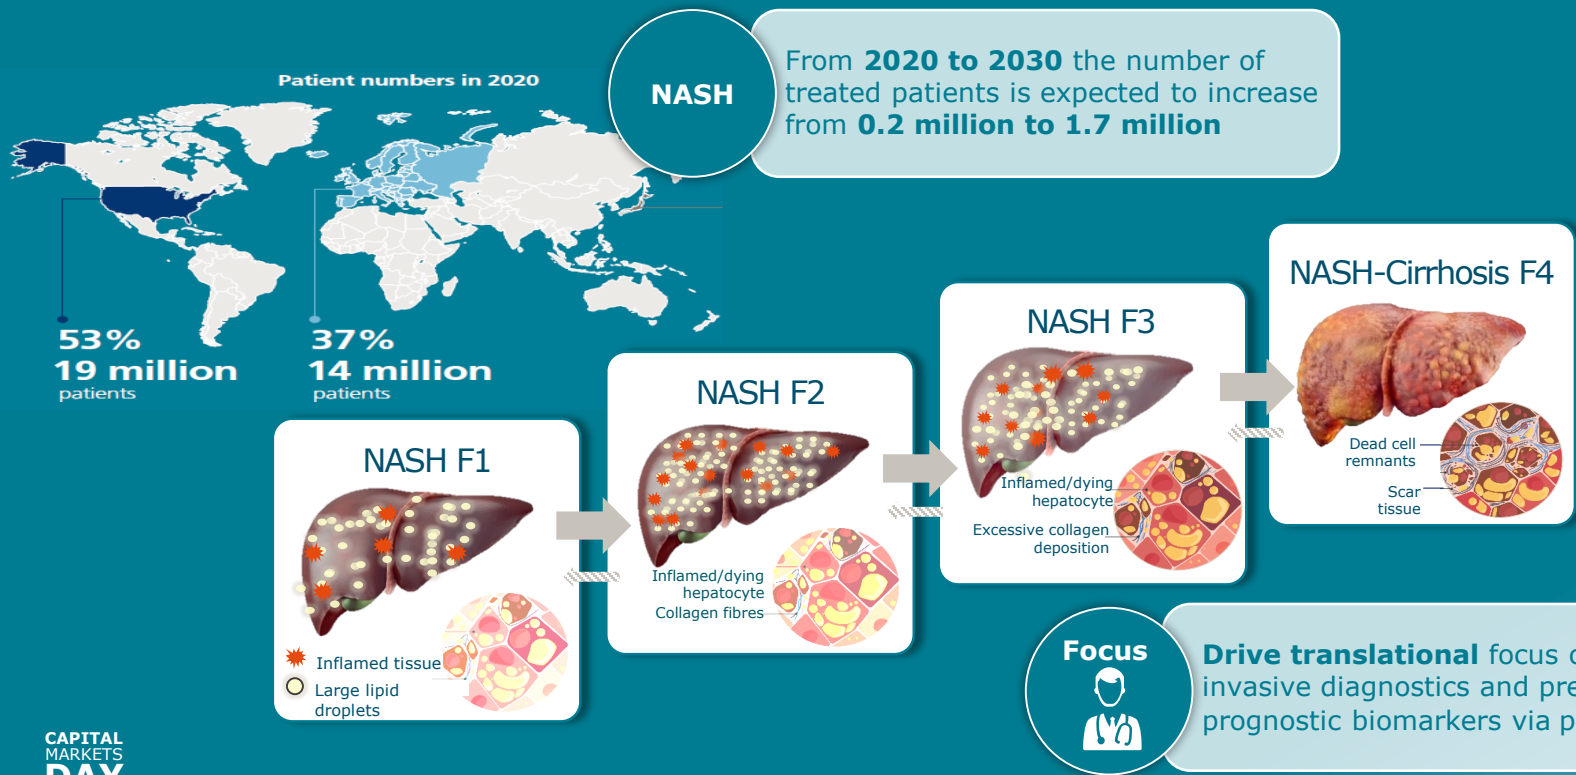 Patient numbers in 2020
53%
19 million
patients
37%
14 million
patients
NASH
From 2020 to 2030 the number of
treated patients is expected to increase
from 0.2 million to 1.7 million
NASH F1
Inflamed tissue
Large lipid
droplets
NASH F2
Inflamed/dying
hepatocyte
Collagen fibres
NASH F3
Inflamed/dying
hepatocyte
Excessive collagen
deposition
NASH-Cirrhosis F4
Dead cell
remnants
Scar
tissue
Focus
Drive translational focus
invasive diagnostics and
prognostic biomarkers via
CAPITAL
MARKETS
DAY